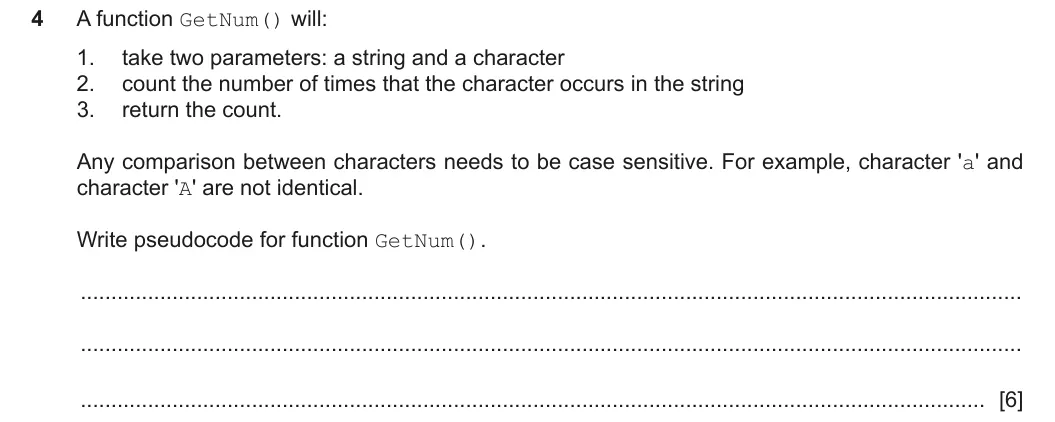 4 A function GetNum() will:
1. take two parameters: a string and a character
2. count the number of times that the character occurs in the string
3. return the count.
Any comparison between characters needs to be case sensitive. For example, character 'a' and
character 'A' are not identical.
Write pseudocode for function GetNum().
[6]